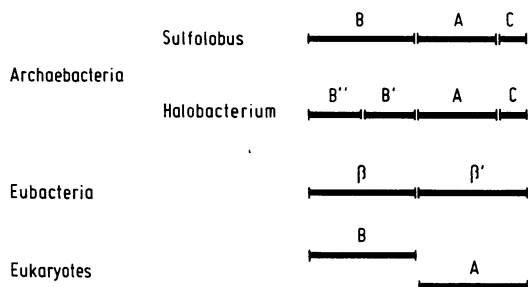 B A C
Sulfolobus
Archaebacteria
B'' B' A C
Halobacterium
β β'
Eubacteria
B
Eukaryotes A